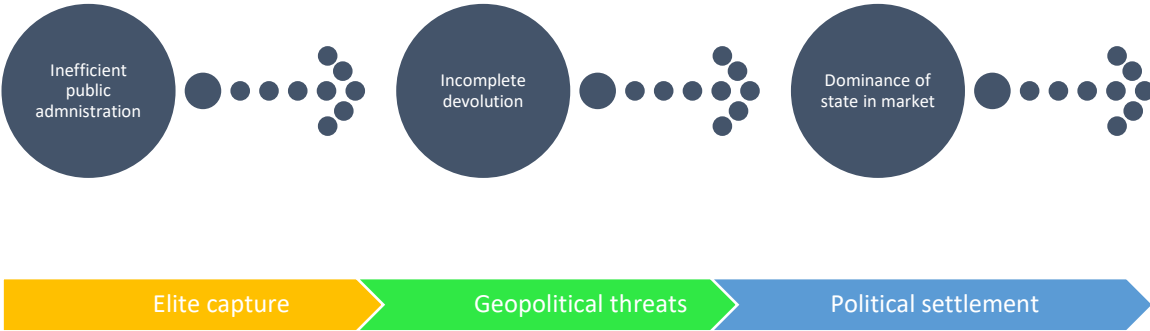 Inefficient
public
admnistration
Incomplete
devolution
Dominance of
state in market
Elite capture
Geopolitical threats
Political settlement